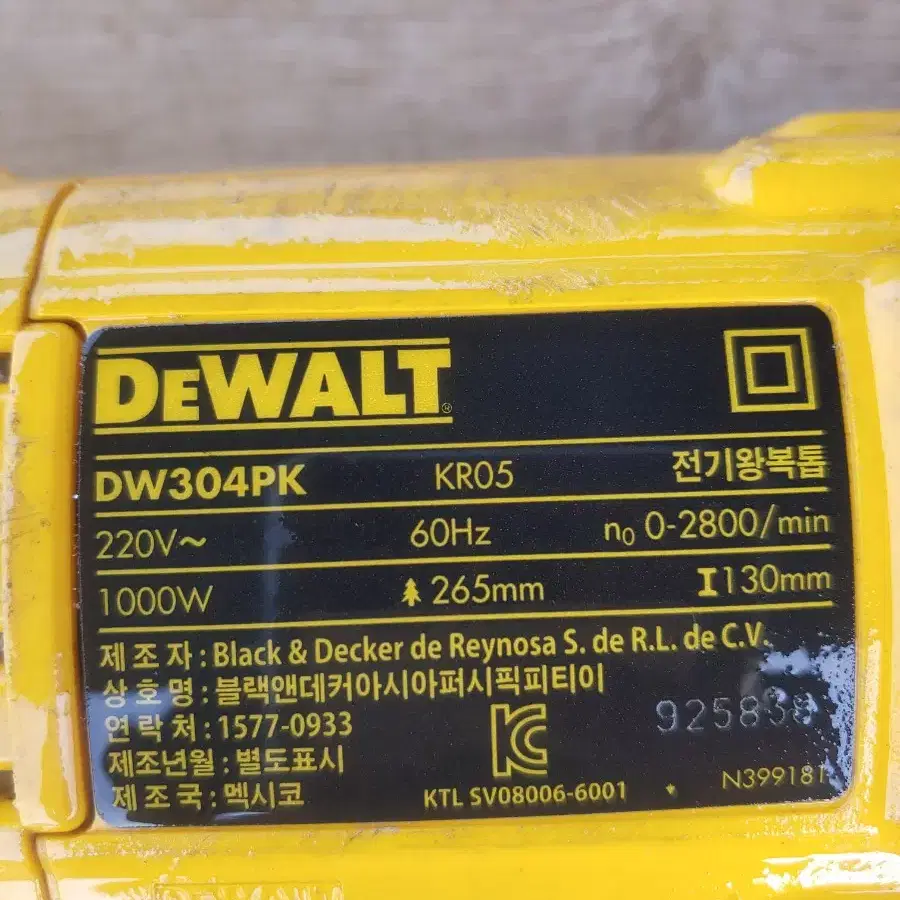 DEWALT
DW304PK KR05 전기왕복톱
220V~ 60Hz n₀ 0-2800/min
1000W 265mm 130mm
제조자 : Black & Decker de Reynosa S. de R.L. de C.V.
상호명 : 블랙앤데커아시아퍼시픽피티이
연락처 : 1577-0933
925838
제조년월 : 별도표시
N399181
제조국 : 멕시코
KTL SV08006-6001